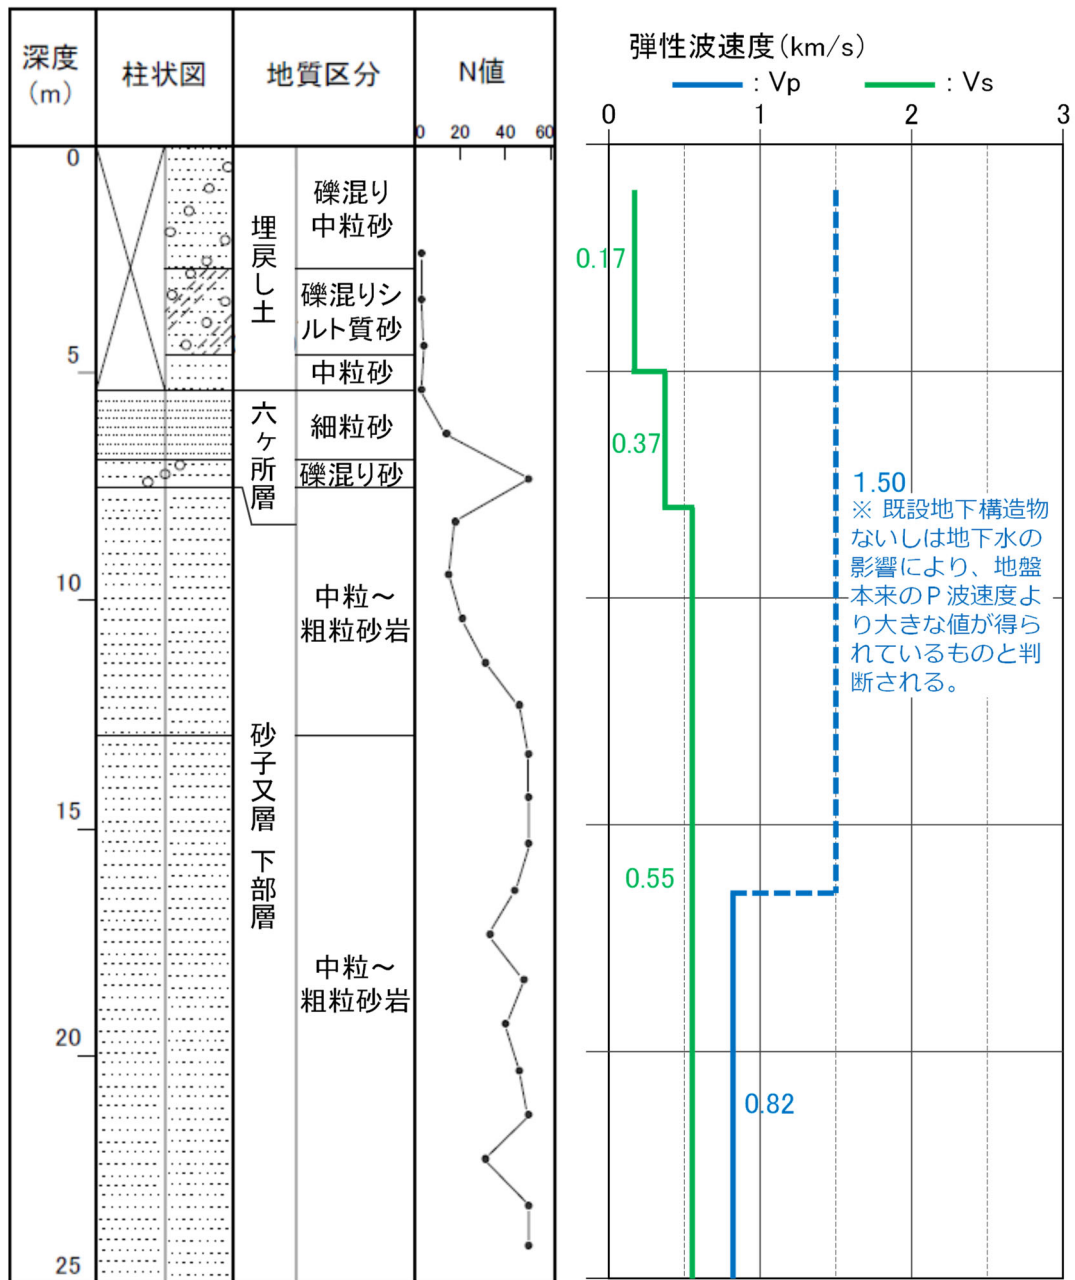 深度
(m)
柱状図
地質区分
N値
0 20 40 60
0
5
10
15
20
25
埋戻し土
六ヶ所層
砂子又層 下部層
礫混り
中粒砂
礫混りシ
ルト質砂
中粒砂
細粒砂
礫混り砂
中粒～
粗粒砂岩
中粒～
粗粒砂岩
弾性波速度(km/s)
: Vp : Vs
0 1 2 3
0.17
0.37
0.55
1.50
※ 既設地下構造物
ないしは地下水の
影響により、地盤
本来のP波速度よ
り大きな値が得ら
れているものと判
断される。
0.82